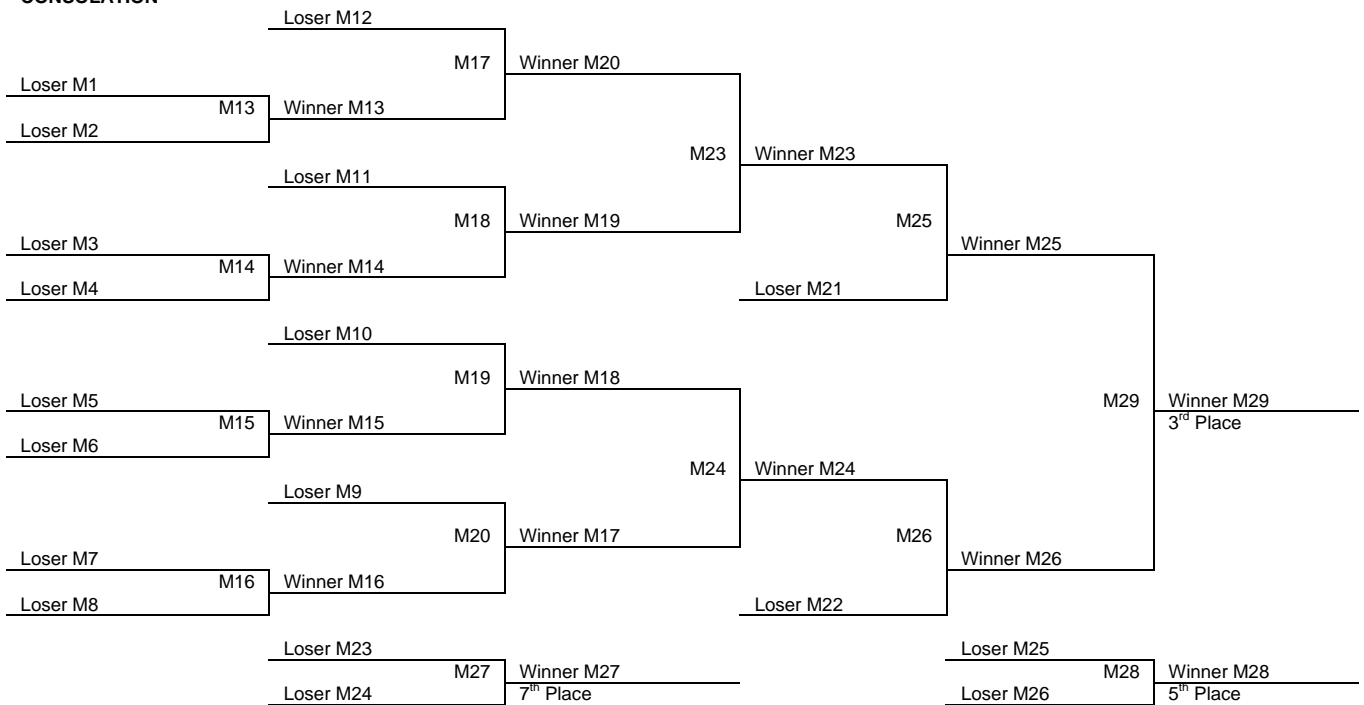 CONSOLATION
Loser M12
M17 Winner M20
Loser M1
M13 Winner M13
Loser M2
M23 Winner M23
Loser M11
M18 Winner M19
M25
Loser M3
Winner M25
M14 Winner M14
Loser M4
Loser M21
Loser M10
M19 Winner M18
Loser M5
M29 Winner M29
M15 Winner M15
3rd Place
Loser M6
M24 Winner M24
Loser M9
M20 Winner M17
M26
Loser M7
Winner M26
M16 Winner M16
Loser M8
Loser M22
Loser M23
Loser M25
M27 Winner M27
M28 Winner M28
Loser M24
7th Place
Loser M26
5th Place